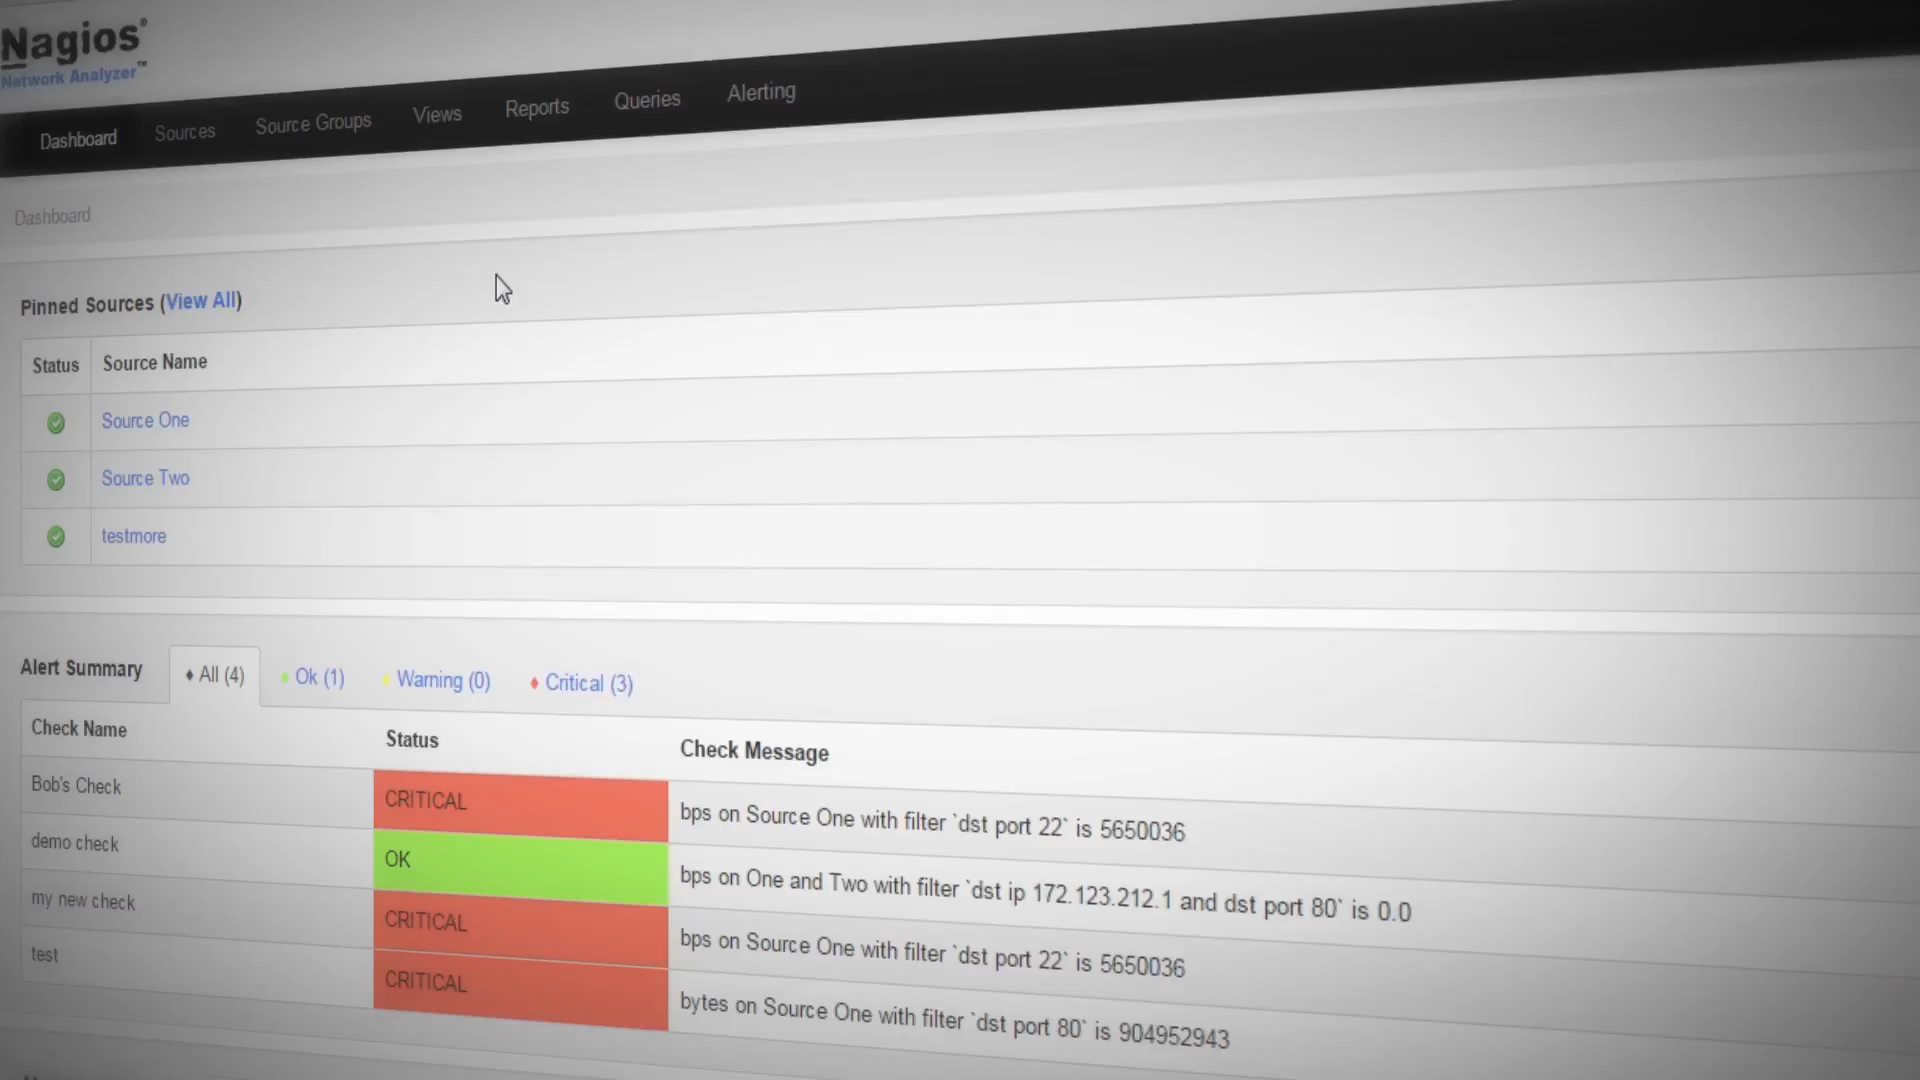 Nagios®
Network Analyzer™
Dashboard Sources Source Groups Views Reports Queries Alerting
Dashboard
Pinned Sources (View All)
Status Source Name
Source One
Source Two
testmore
Alert Summary All (4) Ok (1) Warning (0) Critical (3)
Check Name Status Check Message
Bob's Check CRITICAL bps on Source One with filter `dst port 22` is 5650036
demo check OK bps on One and Two with filter `dst ip 172.123.212.1 and dst port 80` is 0.0
my new check CRITICAL bps on Source One with filter `dst port 22` is 5650036
test CRITICAL bytes on Source One with filter `dst port 80` is 904952943